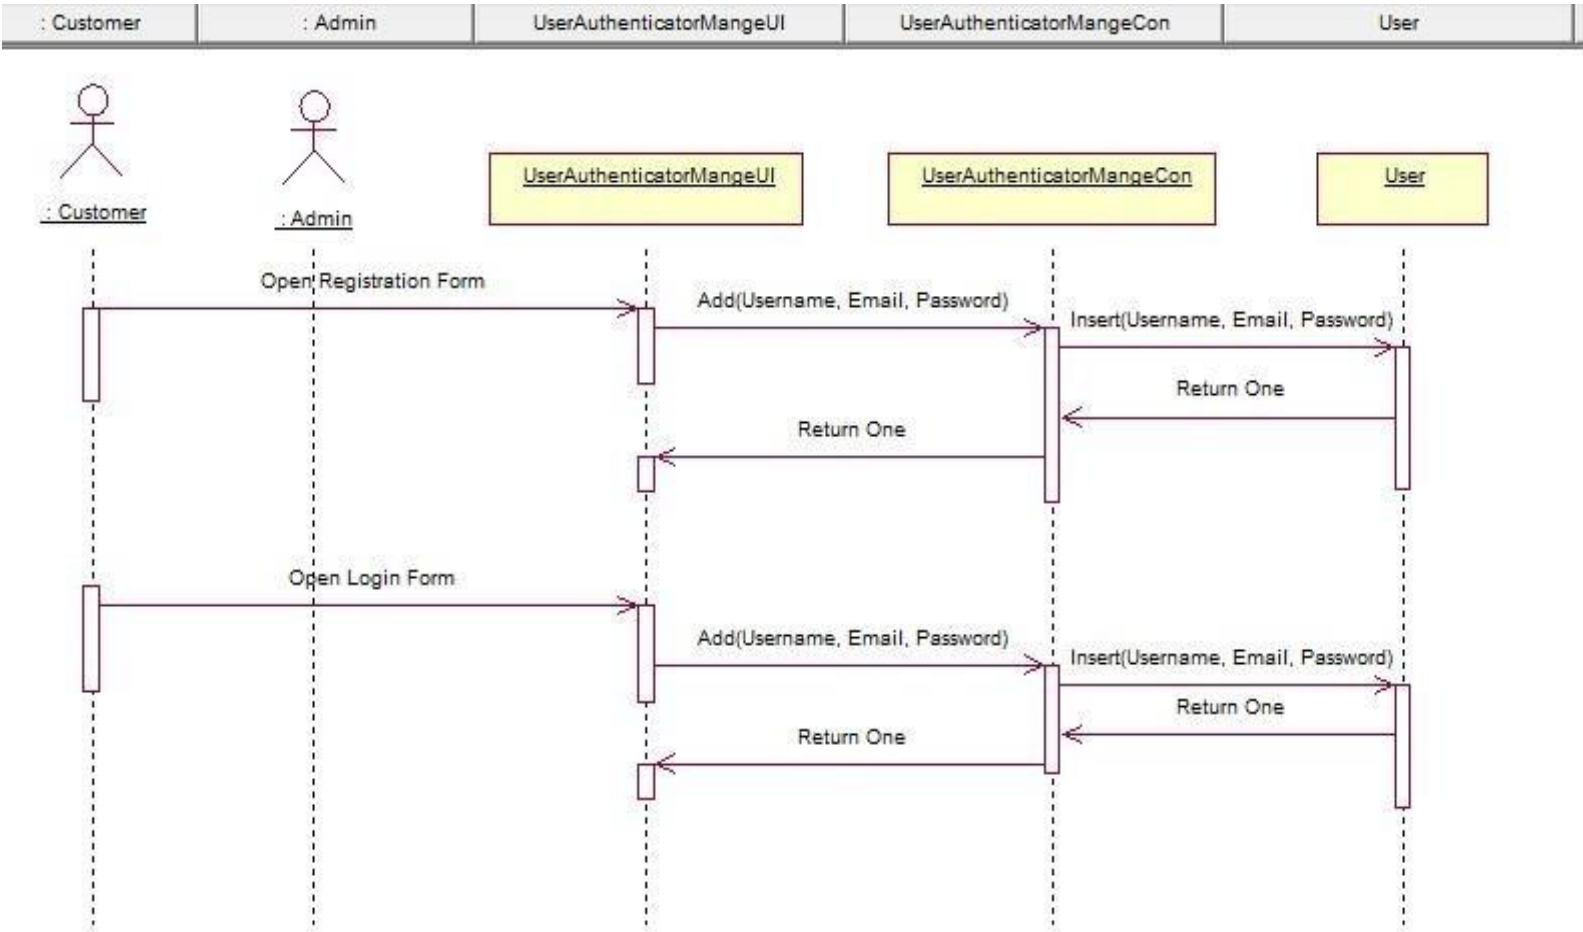 : Customer
: Admin
UserAuthenticatorMangeUI
UserAuthenticatorMangeCon
User
: Customer
: Admin
UserAuthenticatorMangeUI
UserAuthenticatorMangeCon
User
Open Registration Form
Add(Username, Email, Password)
Insert(Username, Email, Password)
Return One
Return One
Open Login Form
Add(Username, Email, Password)
Insert(Username, Email, Password)
Return One
Return One